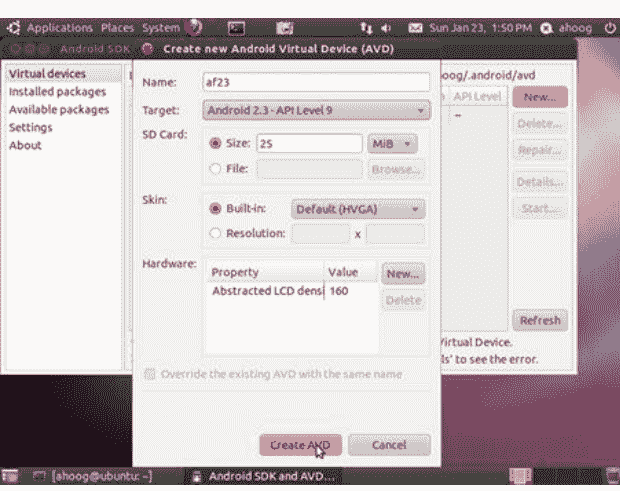 Applications Places System Sun Jan 23, 1:50 PM ahoog
Android SDK Create new Android Virtual Device (AVD)
Virtual devices
Installed packages
Available packages
Settings
About
Name: af23
Target: Android 2.3 - API Level 9
SD Card:
Size: 25 MiB
File: Browse...
Skin:
Built-in: Default (HVGA)
Resolution: x
Hardware:
Property Value New...
Abstracted LCD densi 160
Delete
Override the existing AVD with the same name
Create AVD Cancel
oog/.android/avd
API Level New...
--
Delete...
Repair...
Details...
Start...
Refresh
Virtual Device.
ls' to see the error.
[ahoog@ubuntu: ~] Android SDK and AVD...